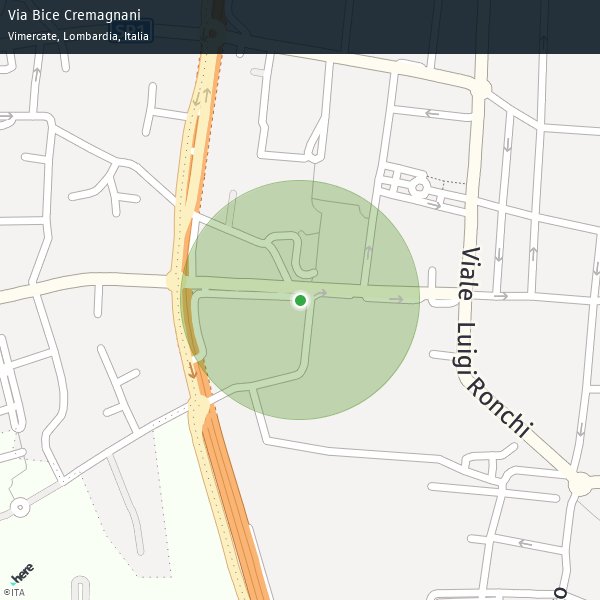 Via Bice Cremagnani
Vimercate, Lombardia, Italia
Viale Luigi Ronchi
here
©ITA